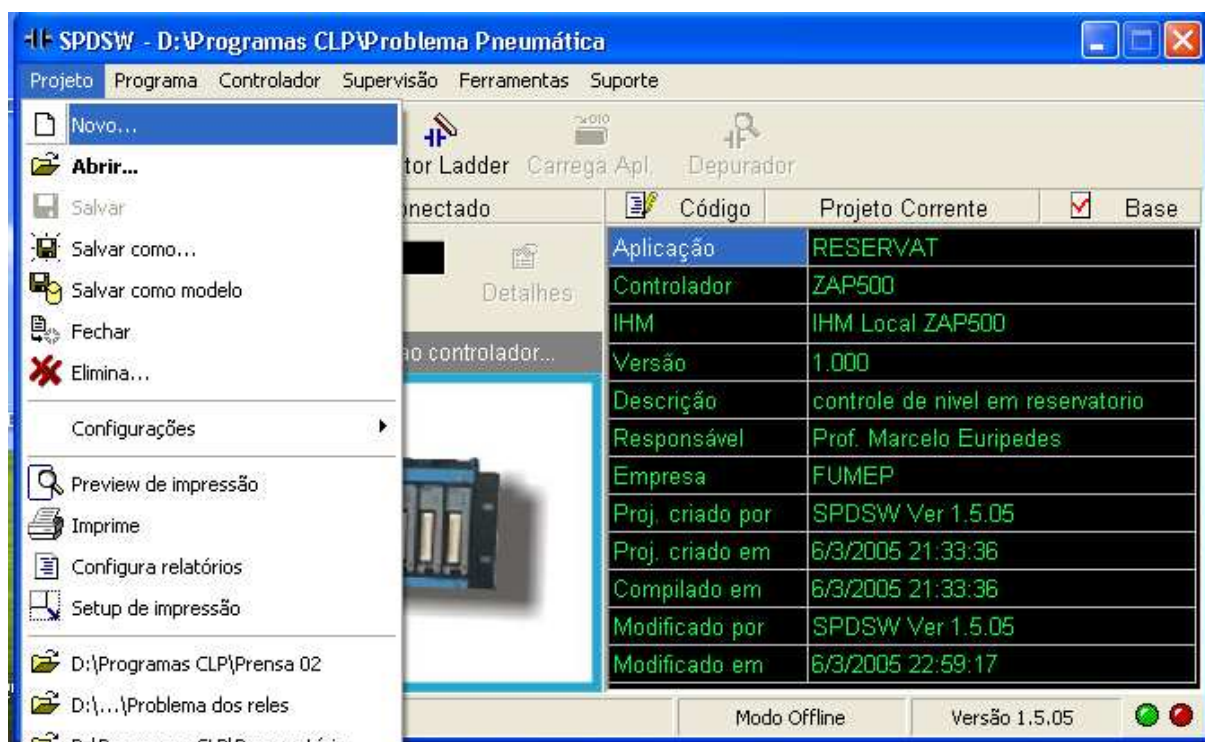 SPDSW - D:\Programas CLP\Problema Pneumática
Projeto Programa Controlador Supervisão Ferramentas Suporte
Novo...
Abrir...
Salvar
Salvar como...
Salvar como modelo
Fechar
Elimina...
Configurações
Preview de impressão
Imprime
Configura relatórios
Setup de impressão
D:\Programas CLP\Prensa 02
D:\...\Problema dos reles
tor Ladder Carrega Apl. Depurador
nectado
Detalhes
ao controlador...
Código Projeto Corrente Base
Aplicação RESERVAT
Controlador ZAP500
IHM IHM Local ZAP500
Versão 1.000
Descrição controle de nivel em reservatorio
Responsável Prof. Marcelo Euripedes
Empresa FUMEP
Proj. criado por SPDSW Ver 1.5.05
Proj. criado em 6/3/2005 21:33:36
Compilado em 6/3/2005 21:33:36
Modificado por SPDSW Ver 1.5.05
Modificado em 6/3/2005 22:59:17
Modo Offline Versão 1.5.05